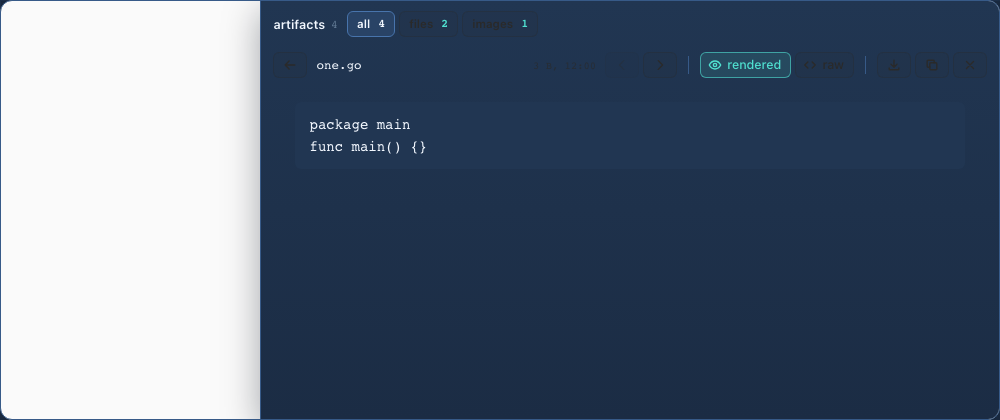 artifacts 4 all 4 files 2 images 1
one.go rendered raw
package main
func main() {}